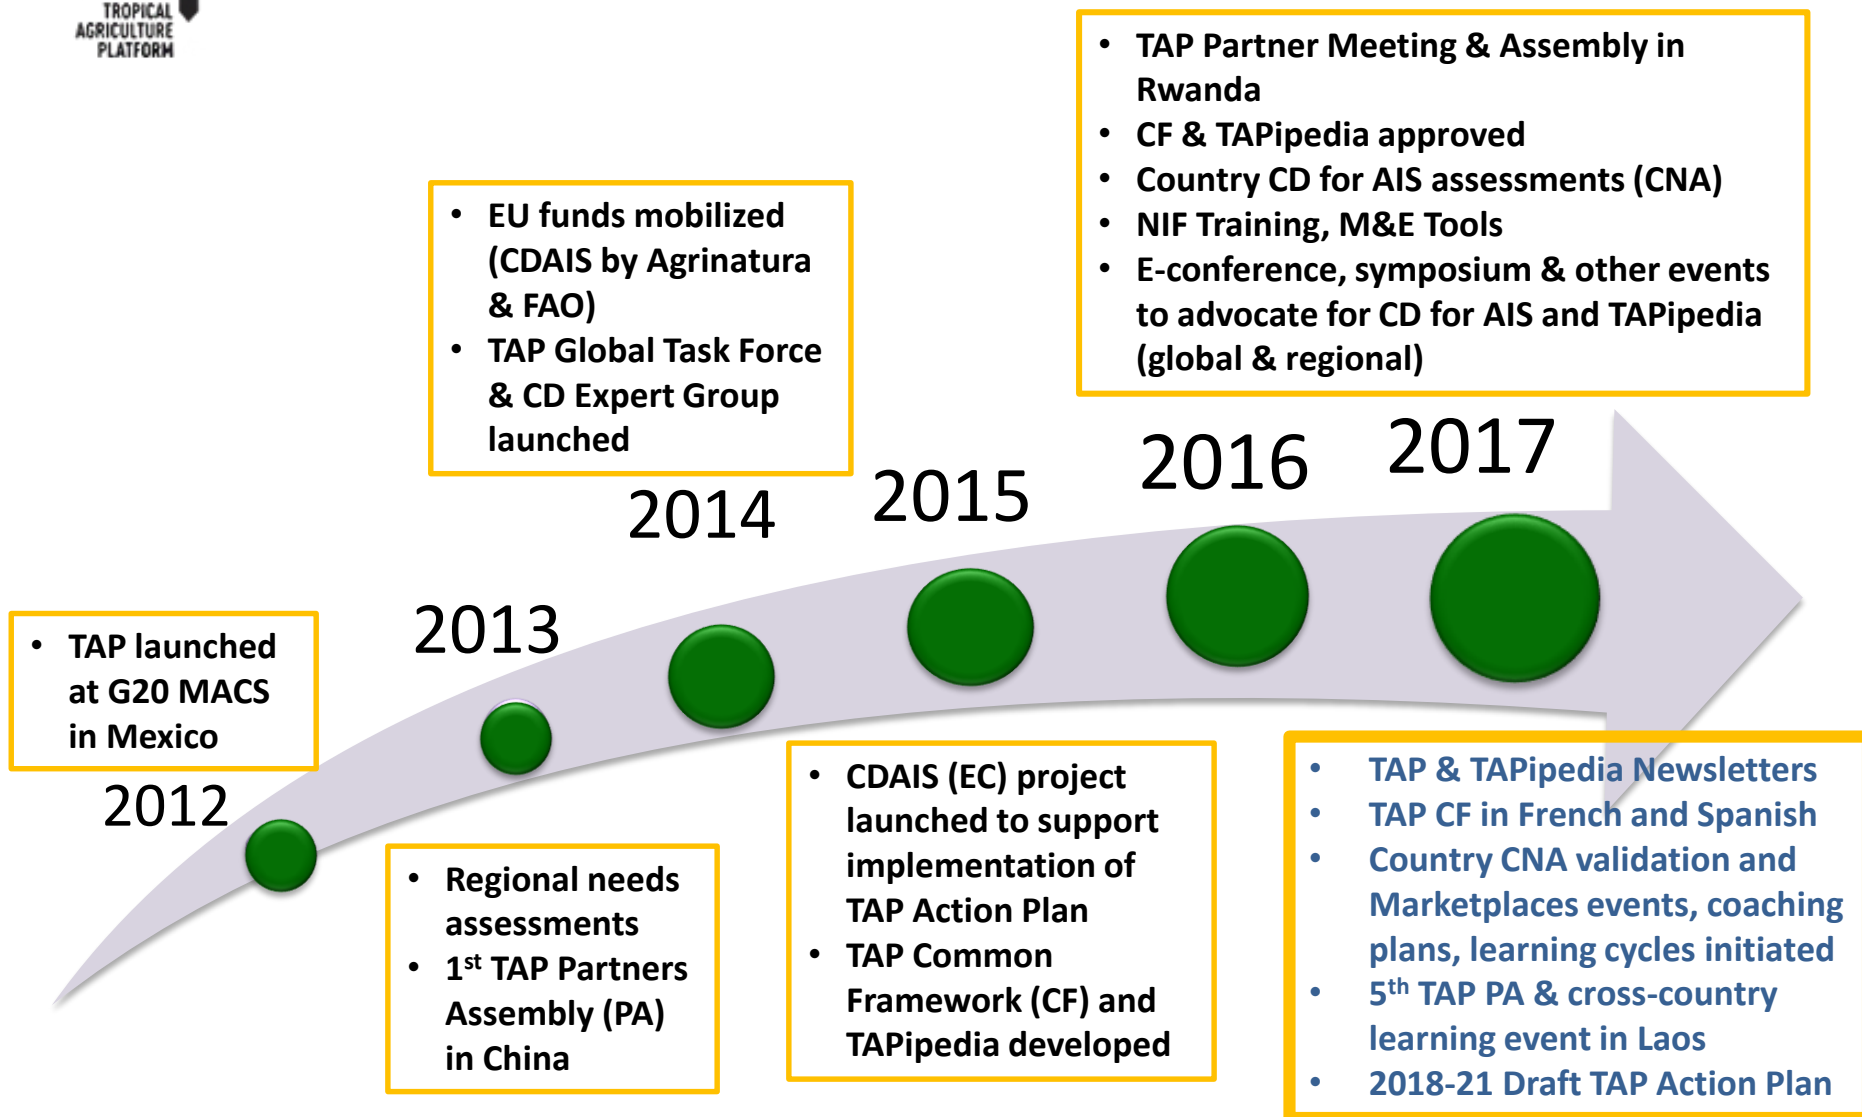 TROPICAL
AGRICULTURE
PLATFORM
• TAP launched
at G20 MACS
in Mexico
2012
2013
• Regional needs
assessments
• 1st TAP Partners
Assembly (PA)
in China
• EU funds mobilized
(CDAIS by Agrinatura
& FAO)
• TAP Global Task Force
& CD Expert Group
launched
2014
2015
• CDAIS (EC) project
launched to support
implementation of
TAP Action Plan
• TAP Common
Framework (CF) and
TAPipedia developed
• TAP Partner Meeting & Assembly in
Rwanda
• CF & TAPipedia approved
• Country CD for AIS assessments (CNA)
• NIF Training, M&E Tools
• E-conference, symposium & other events
to advocate for CD for AIS and TAPipedia
(global & regional)
2016
2017
• TAP & TAPipedia Newsletters
• TAP CF in French and Spanish
• Country CNA validation and
Marketplaces events, coaching
plans, learning cycles initiated
• 5th TAP PA & cross-country
learning event in Laos
• 2018-21 Draft TAP Action Plan